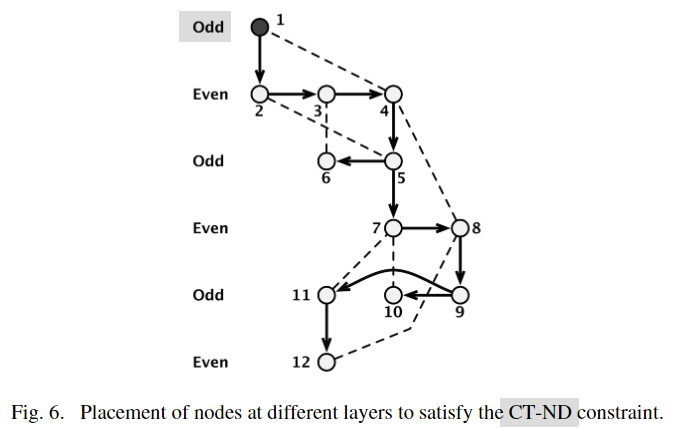 Odd 1
Even 2 3 4
Odd 6 5
Even 7 8
Odd 11 10 9
Even 12
Fig. 6. Placement of nodes at different layers to satisfy the CT-ND constraint.